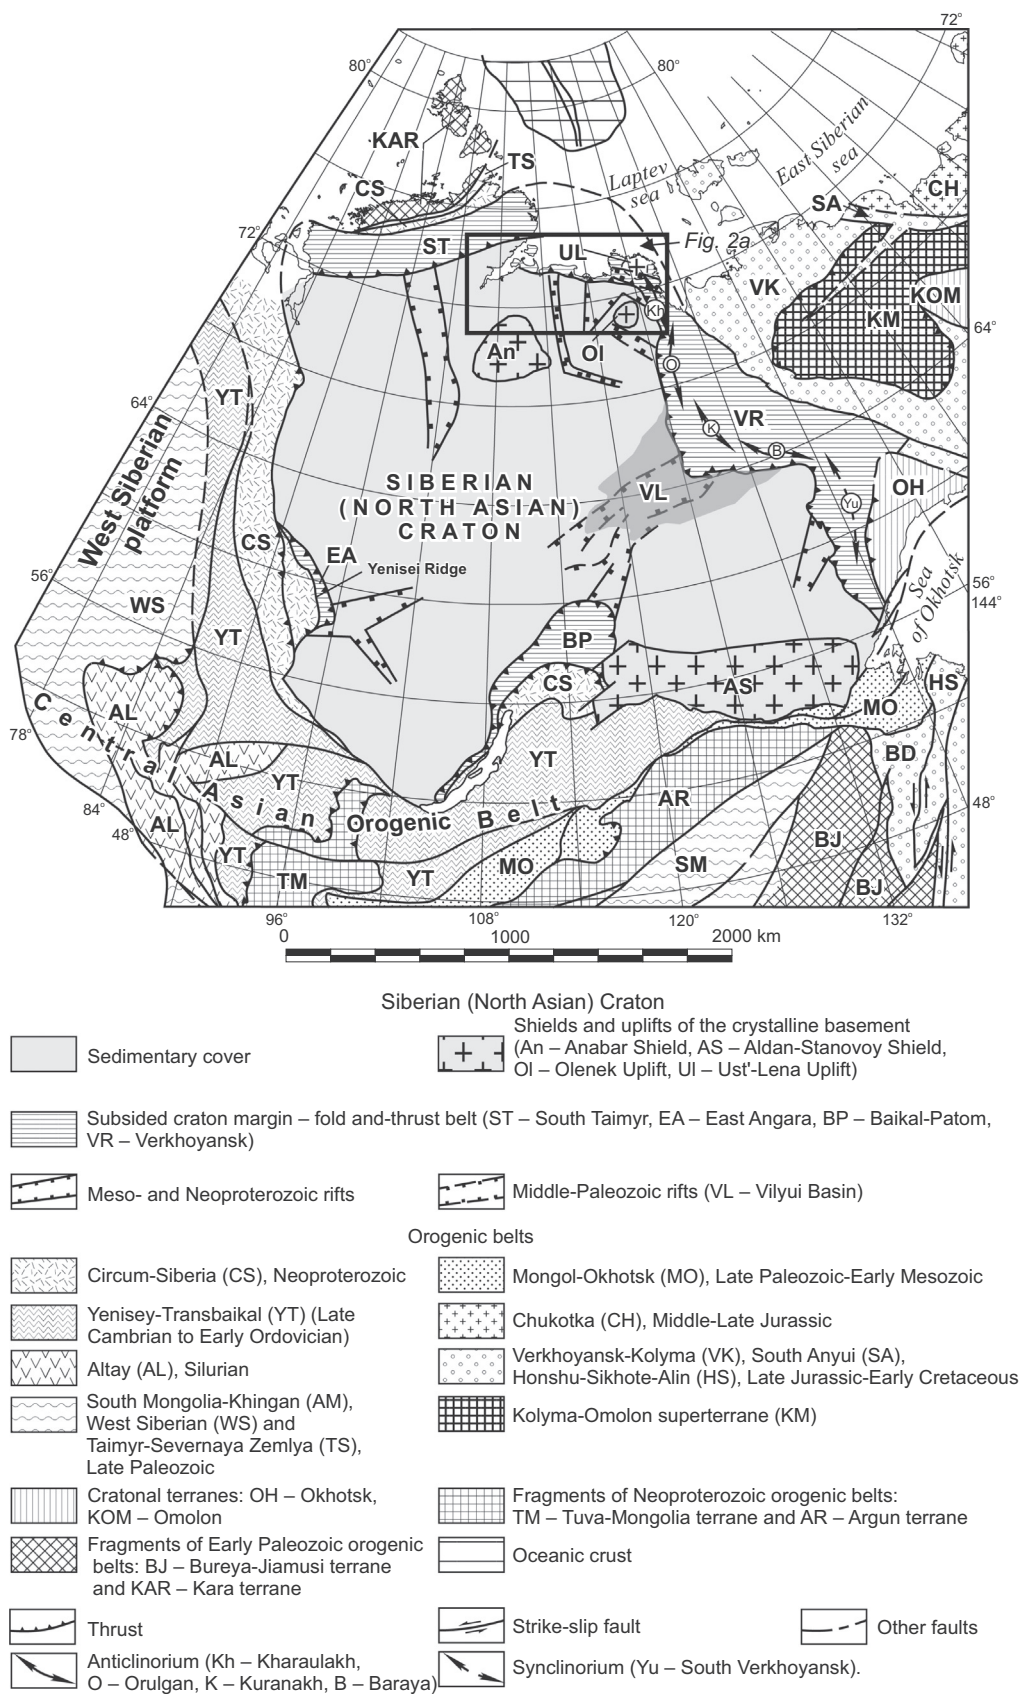 72°
80°
80°
KAR
TS
CS
Laptev
sea
East Siberian
sea
SA
CH
72°
ST
UL
Fig. 2a
VK
KOM
KM
Kh
64°
An
Ol
O
YT
64°
VR
K
B
West Siberian
platform
SIBERIAN
(NORTH ASIAN)
CRATON
VL
OH
Yu
CS
EA
Yenisei Ridge
56°
Sea
of Okhotsk
56°
144°
WS
YT
BP
CS
AS
HS
MO
AL
78°
Central Asian Orogenic Belt
AL
YT
YT
BD
AR
84°
48°
AL
48°
BJ
YT
TM
YT
MO
SM
BJ
96°
108°
120°
132°
0
1000
2000 km
Siberian (North Asian) Craton
Sedimentary cover
Shields and uplifts of the crystalline basement
(An – Anabar Shield, AS – Aldan-Stanovoy Shield,
Ol – Olenek Uplift, Ul – Ust'-Lena Uplift)
Subsided craton margin – fold and-thrust belt (ST – South Taimyr, EA – East Angara, BP – Baikal-Patom,
VR – Verkhoyansk)
Meso- and Neoproterozoic rifts
Middle-Paleozoic rifts (VL – Vilyui Basin)
Orogenic belts
Circum-Siberia (CS), Neoproterozoic
Mongol-Okhotsk (MO), Late Paleozoic-Early Mesozoic
Yenisey-Transbaikal (YT) (Late
Cambrian to Early Ordovician)
Chukotka (CH), Middle-Late Jurassic
Altay (AL), Silurian
Verkhoyansk-Kolyma (VK), South Anyui (SA),
Honshu-Sikhote-Alin (HS), Late Jurassic-Early Cretaceous
South Mongolia-Khingan (AM),
West Siberian (WS) and
Taimyr-Severnaya Zemlya (TS),
Late Paleozoic
Kolyma-Omolon superterrane (KM)
Cratonal terranes: OH – Okhotsk,
KOM – Omolon
Fragments of Neoproterozoic orogenic belts:
TM – Tuva-Mongolia terrane and AR – Argun terrane
Fragments of Early Paleozoic orogenic
belts: BJ – Bureya-Jiamusi terrane
and KAR – Kara terrane
Oceanic crust
Thrust
Strike-slip fault
Other faults
Anticlinorium (Kh – Kharaulakh,
O – Orulgan, K – Kuranakh, B – Baraya)
Synclinorium (Yu – South Verkhoyansk).